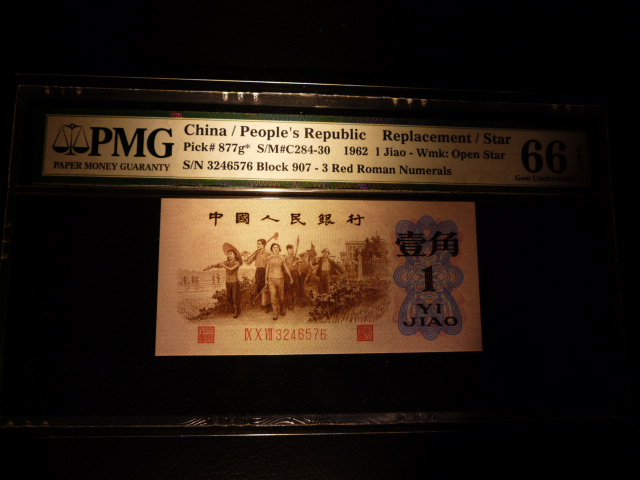 PMG
PAPER MONEY GUARANTY
China / People's Republic Replacement / Star
Pick# 877g* S/M#C284-30 1962 1 Jiao - Wmk: Open Star
S/N 3246576 Block 907 - 3 Red Roman Numerals
66
Gem Uncirculated
中國人民銀行
壹角
1
YI
JIAO
IX X VII 3246576